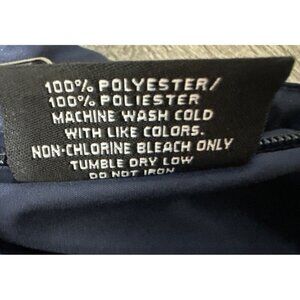 100% POLYESTER/
100% POLIESTER
MACHINE WASH COLD
WITH LIKE COLORS.
NON-CHLORINE BLEACH ONLY
TUMBLE DRY LOW
DO NOT IRON